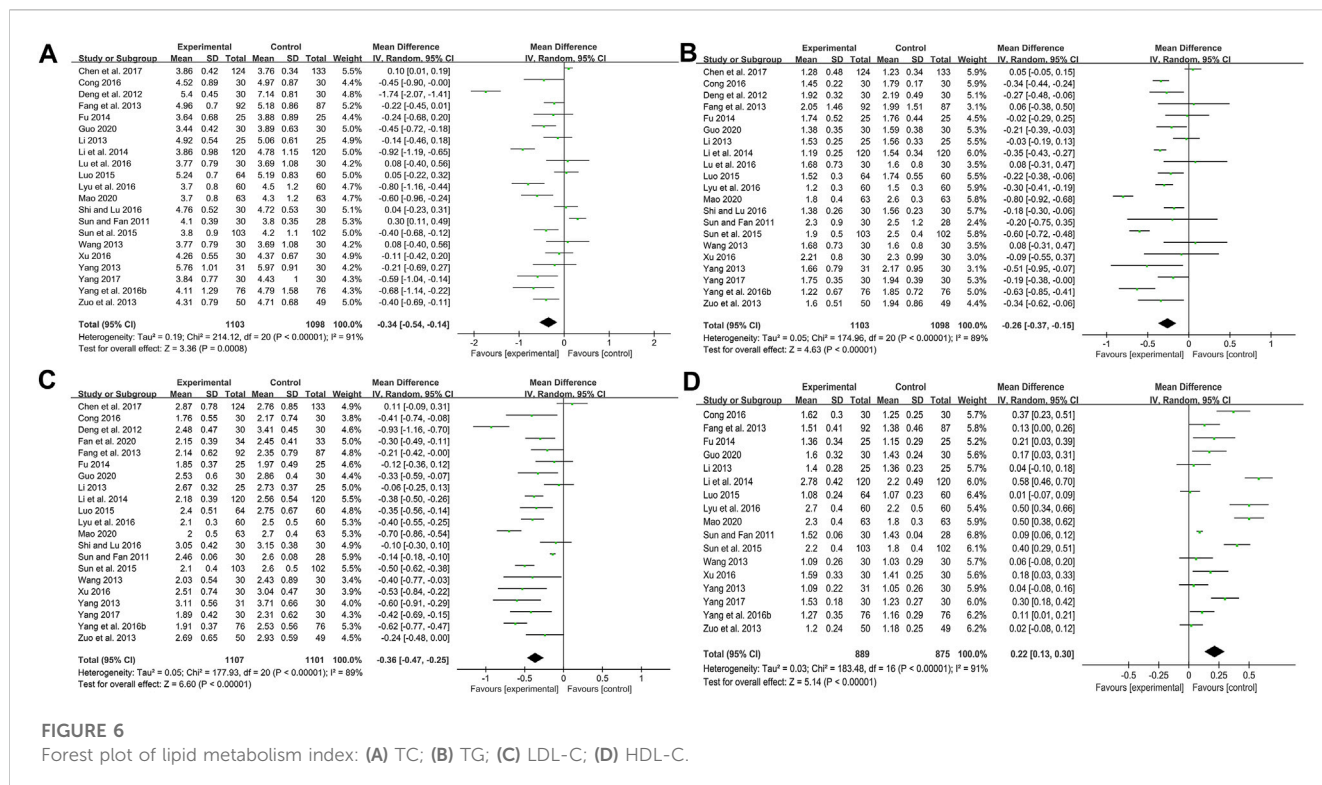 A
Experimental Control Mean Difference Mean Difference
Study or Subgroup Mean SD Total Mean SD Total Weight IV, Random, 95% CI IV, Random, 95% CI
Chen et al. 2017 3.86 0.42 124 3.76 0.34 133 5.5% 0.10 [0.01, 0.19]
Cong 2016 4.52 0.89 30 4.97 0.87 30 4.4% -0.45 [-0.90, -0.00]
Deng et al. 2012 5.4 0.45 30 7.14 0.81 30 4.9% -1.74 [-2.07, -1.41]
Fang et al. 2013 4.96 0.7 92 5.18 0.86 87 5.2% -0.22 [-0.45, 0.01]
Fu 2014 3.64 0.68 25 3.88 0.89 25 4.4% -0.24 [-0.68, 0.20]
Guo 2020 3.44 0.42 30 3.89 0.63 30 5.1% -0.45 [-0.72, -0.18]
Li 2013 4.92 0.54 25 5.06 0.61 25 4.9% -0.14 [-0.46, 0.18]
Li et al. 2014 3.86 0.98 120 4.78 1.15 120 5.1% -0.92 [-1.19, -0.65]
Lu et al. 2016 3.77 0.79 30 3.69 1.08 30 4.3% 0.08 [-0.40, 0.56]
Luo 2015 5.24 0.7 64 5.19 0.83 60 5.1% 0.05 [-0.22, 0.32]
Lyu et al. 2016 3.7 0.8 60 4.5 1.2 60 4.7% -0.80 [-1.16, -0.44]
Mao 2020 3.7 0.8 63 4.3 1.2 63 4.8% -0.60 [-0.96, -0.24]
Shi and Lu 2016 4.76 0.52 30 4.72 0.53 30 5.1% 0.04 [-0.23, 0.31]
Sun and Fan 2011 4.1 0.39 30 3.8 0.35 28 5.3% 0.30 [0.11, 0.49]
Sun et al. 2015 3.8 0.9 103 4.2 1.1 102 5.1% -0.40 [-0.68, -0.12]
Wang 2013 3.77 0.79 30 3.69 1.08 30 4.3% 0.08 [-0.40, 0.56]
Xu 2016 4.26 0.55 30 4.37 0.67 30 5.0% -0.11 [-0.42, 0.20]
Yang 2013 5.76 1.01 31 5.97 0.91 30 4.3% -0.21 [-0.69, 0.27]
Yang 2017 3.84 0.77 30 4.43 1 30 4.4% -0.59 [-1.04, -0.14]
Yang et al. 2016b 4.11 1.29 76 4.79 1.58 76 4.4% -0.68 [-1.14, -0.22]
Zuo et al. 2013 4.31 0.79 50 4.71 0.68 49 5.0% -0.40 [-0.69, -0.11]
Total (95% CI) 1103 1098 100.0% -0.34 [-0.54, -0.14]
Heterogeneity: Tau² = 0.19; Chi² = 214.12, df = 20 (P < 0.00001); I² = 91%
Test for overall effect: Z = 3.36 (P = 0.0008)
-2 -1 0 1 2
Favours [experimental] Favours [control]
B
Experimental Control Mean Difference Mean Difference
Study or Subgroup Mean SD Total Mean SD Total Weight IV, Random, 95% CI IV, Random, 95% CI
Chen et al. 2017 1.28 0.48 124 1.23 0.34 133 5.9% 0.05 [-0.05, 0.15]
Cong 2016 1.45 0.22 30 1.79 0.17 30 5.9% -0.34 [-0.44, -0.24]
Deng et al. 2012 1.92 0.32 30 2.19 0.49 30 5.1% -0.27 [-0.48, -0.06]
Fang et al. 2013 2.05 1.46 92 1.99 1.51 87 3.2% 0.06 [-0.38, 0.50]
Fu 2014 1.74 0.52 25 1.76 0.44 25 4.6% -0.02 [-0.29, 0.25]
Guo 2020 1.38 0.35 30 1.59 0.38 30 5.3% -0.21 [-0.39, -0.03]
Li 2013 1.53 0.25 25 1.56 0.33 25 5.5% -0.03 [-0.19, 0.13]
Li et al. 2014 1.19 0.25 120 1.54 0.34 120 6.0% -0.35 [-0.43, -0.27]
Lu et al. 2016 1.68 0.73 30 1.6 0.8 30 3.6% 0.08 [-0.31, 0.47]
Luo 2015 1.52 0.3 64 1.74 0.55 60 5.5% -0.22 [-0.38, -0.06]
Lyu et al. 2016 1.2 0.3 60 1.5 0.3 60 5.8% -0.30 [-0.41, -0.19]
Mao 2020 1.8 0.4 63 2.6 0.3 63 5.8% -0.80 [-0.92, -0.68]
Shi and Lu 2016 1.38 0.26 30 1.56 0.23 30 5.8% -0.18 [-0.30, -0.06]
Sun and Fan 2011 2.3 0.9 30 2.5 1.2 28 2.4% -0.20 [-0.75, 0.35]
Sun et al. 2015 1.9 0.5 103 2.5 0.4 102 5.8% -0.60 [-0.72, -0.48]
Wang 2013 1.68 0.73 30 1.6 0.8 30 3.6% 0.08 [-0.31, 0.47]
Xu 2016 2.21 0.8 30 2.3 0.99 30 3.0% -0.09 [-0.55, 0.37]
Yang 2013 1.66 0.79 31 2.17 0.95 30 3.1% -0.51 [-0.95, -0.07]
Yang 2017 1.75 0.35 30 1.94 0.39 30 5.3% -0.19 [-0.38, -0.00]
Yang et al. 2016b 1.22 0.67 76 1.85 0.72 76 5.0% -0.63 [-0.85, -0.41]
Zuo et al. 2013 1.6 0.51 50 1.94 0.86 49 4.5% -0.34 [-0.62, -0.06]
Total (95% CI) 1103 1098 100.0% -0.26 [-0.37, -0.15]
Heterogeneity: Tau² = 0.05; Chi² = 174.96, df = 20 (P < 0.00001); I² = 89%
Test for overall effect: Z = 4.63 (P < 0.00001)
-1 -0.5 0 0.5 1
Favours [experimental] Favours [control]
C
Experimental Control Mean Difference Mean Difference
Study or Subgroup Mean SD Total Mean SD Total Weight IV, Random, 95% CI IV, Random, 95% CI
Chen et al. 2017 2.87 0.78 124 2.76 0.85 133 4.9% 0.11 [-0.09, 0.31]
Cong 2016 1.76 0.55 30 2.17 0.74 30 3.8% -0.41 [-0.74, -0.08]
Deng et al. 2012 2.48 0.47 30 3.41 0.45 30 4.7% -0.93 [-1.16, -0.70]
Fan et al. 2020 2.15 0.39 34 2.45 0.41 33 5.0% -0.30 [-0.49, -0.11]
Fang et al. 2013 2.14 0.62 92 2.35 0.79 87 4.9% -0.21 [-0.42, -0.00]
Fu 2014 1.85 0.37 25 1.97 0.49 25 4.6% -0.12 [-0.36, 0.12]
Guo 2020 2.53 0.6 30 2.86 0.4 30 4.5% -0.33 [-0.59, -0.07]
Li 2013 2.67 0.32 25 2.73 0.37 25 5.0% -0.06 [-0.25, 0.13]
Li et al. 2014 2.18 0.39 120 2.56 0.54 120 5.5% -0.38 [-0.50, -0.26]
Luo 2015 2.4 0.51 64 2.75 0.67 60 4.8% -0.35 [-0.56, -0.14]
Lyu et al. 2016 2.1 0.3 60 2.5 0.5 60 5.3% -0.40 [-0.55, -0.25]
Mao 2020 2 0.5 63 2.7 0.4 63 5.2% -0.70 [-0.86, -0.54]
Shi and Lu 2016 3.05 0.42 30 3.15 0.38 30 4.9% -0.10 [-0.30, 0.10]
Sun and Fan 2011 2.46 0.06 30 2.6 0.08 28 5.8% -0.14 [-0.18, -0.10]
Sun et al. 2015 2.1 0.4 103 2.6 0.5 102 5.5% -0.50 [-0.62, -0.38]
Wang 2013 2.03 0.54 30 2.43 0.89 30 3.5% -0.40 [-0.77, -0.03]
Xu 2016 2.51 0.74 30 3.04 0.47 30 4.0% -0.53 [-0.84, -0.22]
Yang 2013 3.11 0.56 31 3.71 0.66 30 4.0% -0.60 [-0.91, -0.29]
Yang 2017 1.89 0.42 30 2.31 0.62 30 4.4% -0.42 [-0.69, -0.15]
Yang et al. 2016b 1.91 0.37 76 2.53 0.56 76 5.3% -0.62 [-0.77, -0.47]
Zuo et al. 2013 2.69 0.65 50 2.93 0.59 49 4.6% -0.24 [-0.48, 0.00]
Total (95% CI) 1107 1101 100.0% -0.36 [-0.47, -0.25]
Heterogeneity: Tau² = 0.05; Chi² = 177.93, df = 20 (P < 0.00001); I² = 89%
Test for overall effect: Z = 6.60 (P < 0.00001)
-1 -0.5 0 0.5 1
Favours [experimental] Favours [control]
D
Experimental Control Mean Difference Mean Difference
Study or Subgroup Mean SD Total Mean SD Total Weight IV, Random, 95% CI IV, Random, 95% CI
Cong 2016 1.62 0.3 30 1.25 0.25 30 5.7% 0.37 [0.23, 0.51]
Fang et al. 2013 1.51 0.41 92 1.38 0.46 87 5.9% 0.13 [0.00, 0.26]
Fu 2014 1.36 0.34 25 1.15 0.29 25 5.2% 0.21 [0.03, 0.39]
Guo 2020 1.6 0.32 30 1.43 0.24 30 5.7% 0.17 [0.03, 0.31]
Li 2013 1.4 0.28 25 1.36 0.23 25 5.7% 0.04 [-0.10, 0.18]
Li et al. 2014 2.78 0.42 120 2.2 0.49 120 6.1% 0.58 [0.46, 0.70]
Luo 2015 1.08 0.24 64 1.07 0.23 60 6.4% 0.01 [-0.07, 0.09]
Lyu et al. 2016 2.7 0.4 60 2.2 0.5 60 5.5% 0.50 [0.34, 0.66]
Mao 2020 2.3 0.4 63 1.8 0.3 63 6.0% 0.50 [0.38, 0.62]
Sun and Fan 2011 1.52 0.06 30 1.43 0.04 28 6.7% 0.09 [0.06, 0.12]
Sun et al. 2015 2.2 0.4 103 1.8 0.4 102 6.1% 0.40 [0.29, 0.51]
Wang 2013 1.09 0.26 30 1.03 0.29 30 5.7% 0.06 [-0.08, 0.20]
Xu 2016 1.59 0.33 30 1.41 0.25 30 5.6% 0.18 [0.03, 0.33]
Yang 2013 1.09 0.22 31 1.05 0.26 30 5.9% 0.04 [-0.08, 0.16]
Yang 2017 1.53 0.18 30 1.23 0.27 30 5.9% 0.30 [0.18, 0.42]
Yang et al. 2016b 1.27 0.35 76 1.16 0.29 76 6.2% 0.11 [0.01, 0.21]
Zuo et al. 2013 1.2 0.24 50 1.18 0.25 49 6.2% 0.02 [-0.08, 0.12]
Total (95% CI) 889 875 100.0% 0.22 [0.13, 0.30]
Heterogeneity: Tau² = 0.03; Chi² = 183.48, df = 16 (P < 0.00001); I² = 91%
Test for overall effect: Z = 5.14 (P < 0.00001)
-0.5 -0.25 0 0.25 0.5
Favours [experimental] Favours [control]
FIGURE 6
Forest plot of lipid metabolism index: (A) TC; (B) TG; (C) LDL-C; (D) HDL-C.